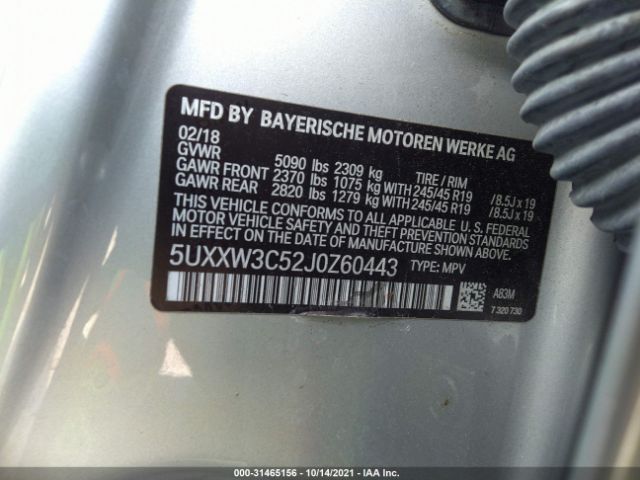 MFD BY BAYERISCHE MOTOREN WERKE AG
02/18
GVWR 5090 lbs 2309 kg TIRE / RIM
GAWR FRONT 2370 lbs 1075 kg WITH 245/45 R19 /8.5J x 19
GAWR REAR 2820 lbs 1279 kg WITH 245/45 R19 /8.5J x 19
THIS VEHICLE CONFORMS TO ALL APPLICABLE U. S. FEDERAL
MOTOR VEHICLE SAFETY AND THEFT PREVENTION STANDARDS
IN EFFECT ON THE DATE OF MANUFACTURE SHOWN ABOVE.
5UXXW3C52J0Z60443 TYPE: MPV
A83M
7 320 730
000-31465156 | 10/14/2021 | IAA Inc.